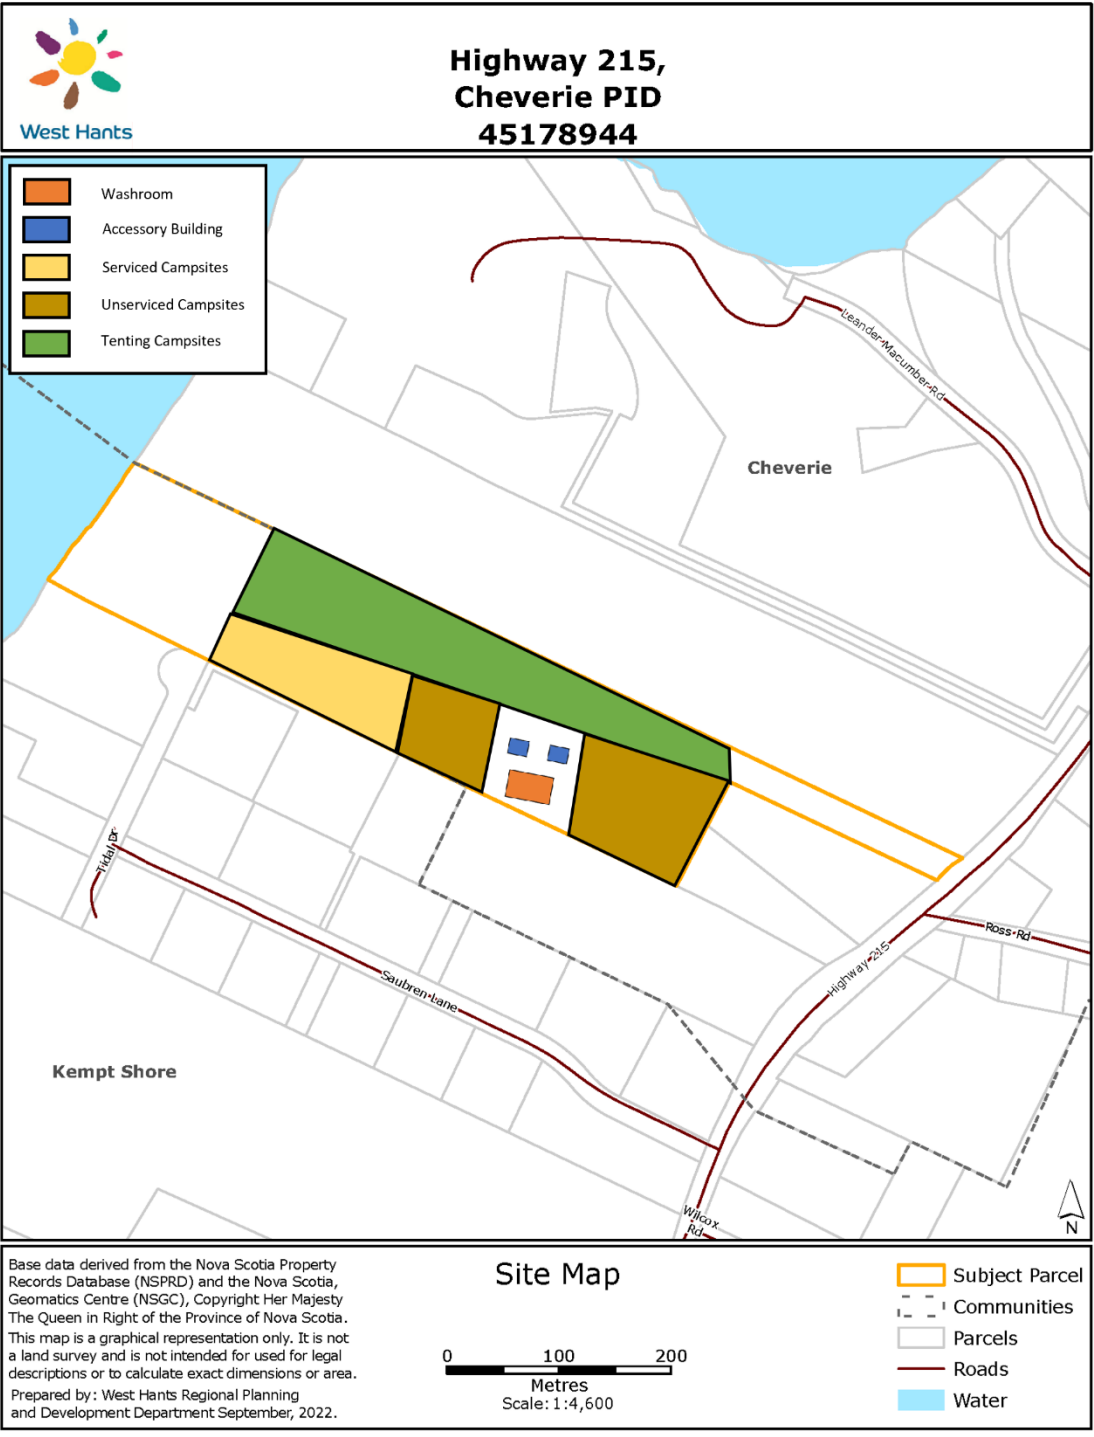 West Hants
Highway 215,
Cheverie PID
45178944
Washroom
Accessory Building
Serviced Campsites
Unserviced Campsites
Tenting Campsites
Leander-Macumber-Rd
Cheverie
Tidal Dr
Ross-Rd
Highway-215
Saubren-Lane
Kempt Shore
Wilcox
Rd
N
Base data derived from the Nova Scotia Property
Records Database (NSPRD) and the Nova Scotia,
Geomatics Centre (NSGC), Copyright Her Majesty
The Queen in Right of the Province of Nova Scotia.
This map is a graphical representation only. It is not
a land survey and is not intended for used for legal
descriptions or to calculate exact dimensions or area.
Prepared by: West Hants Regional Planning
and Development Department September, 2022.
Site Map
0 100 200
Metres
Scale: 1:4,600
Subject Parcel
Communities
Parcels
Roads
Water